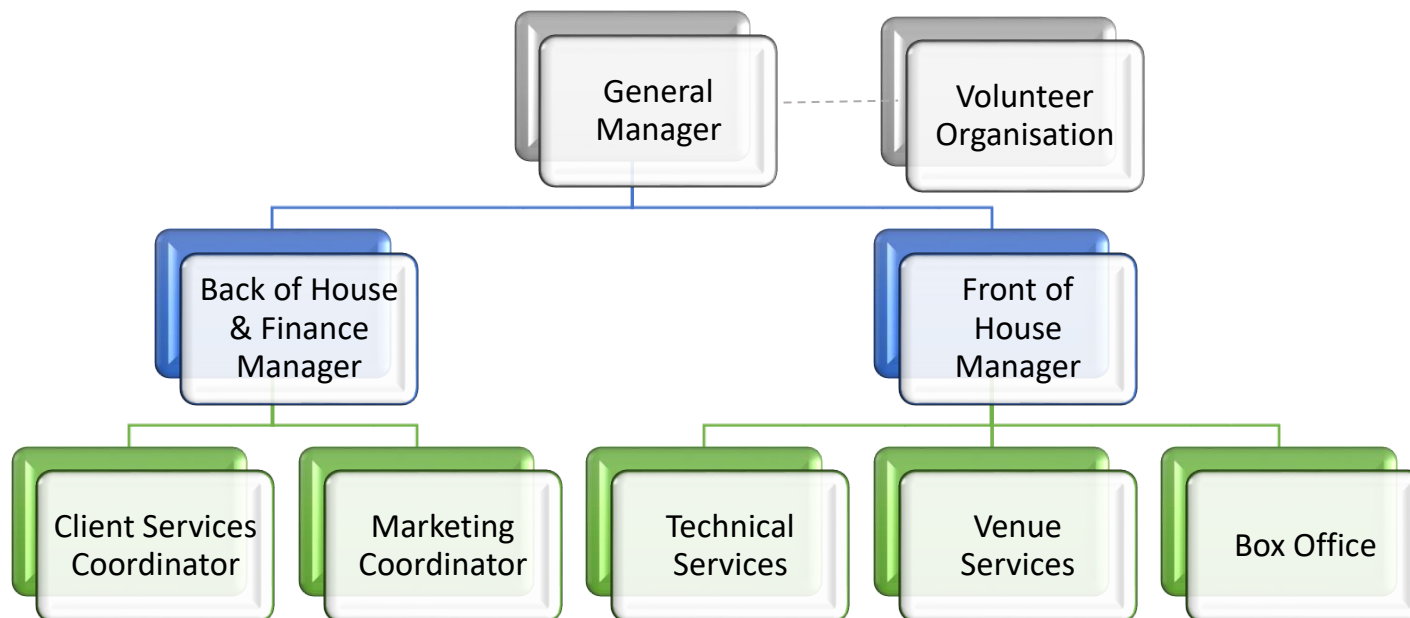 General
Manager
Volunteer
Organisation
Back of House
& Finance
Manager
Front of
House
Manager
Client Services
Coordinator
Marketing
Coordinator
Technical
Services
Venue
Services
Box Office